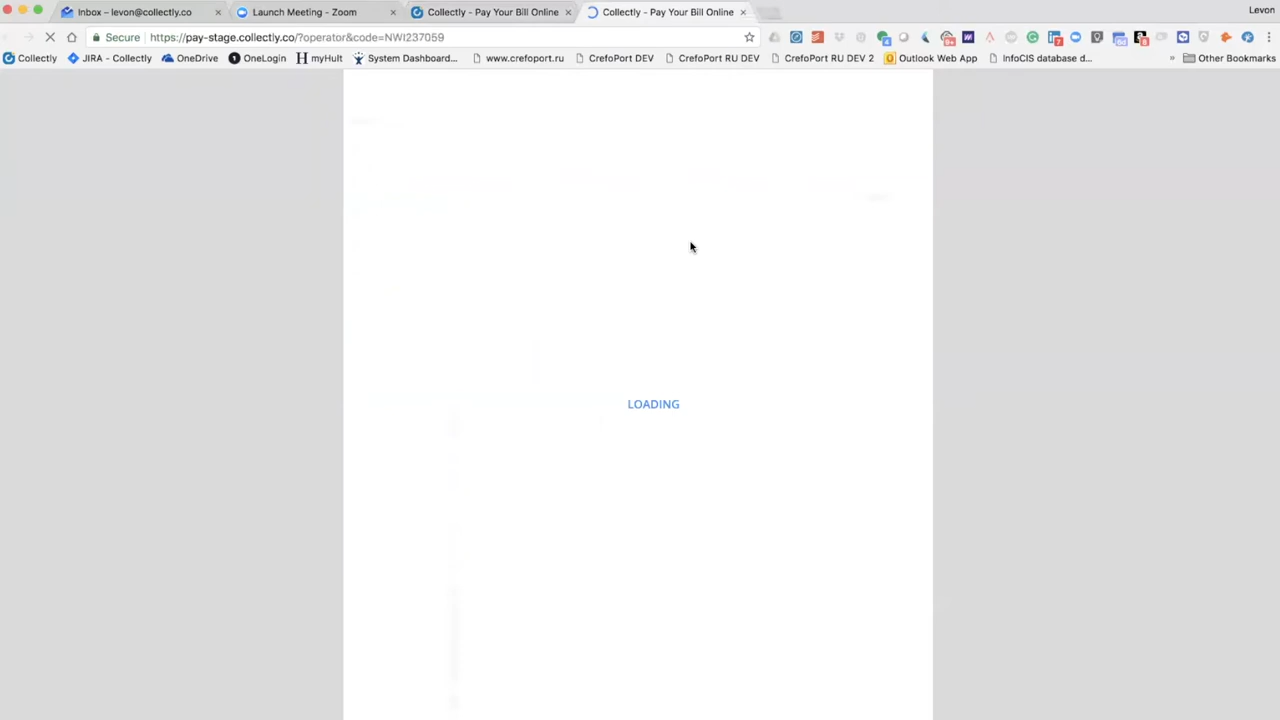 Inbox – levon@collectly.co
Launch Meeting - Zoom
Collectly - Pay Your Bill Online
Collectly - Pay Your Bill Online
Levon
Secure
https://pay-stage.collectly.co/?operator&code=NWI237059
Collectly
JIRA - Collectly
OneDrive
OneLogin
myHult
System Dashboard...
www.crefoport.ru
CrefoPort DEV
CrefoPort RU DEV
CrefoPort RU DEV 2
Outlook Web App
InfoCIS database d...
»
Other Bookmarks
LOADING